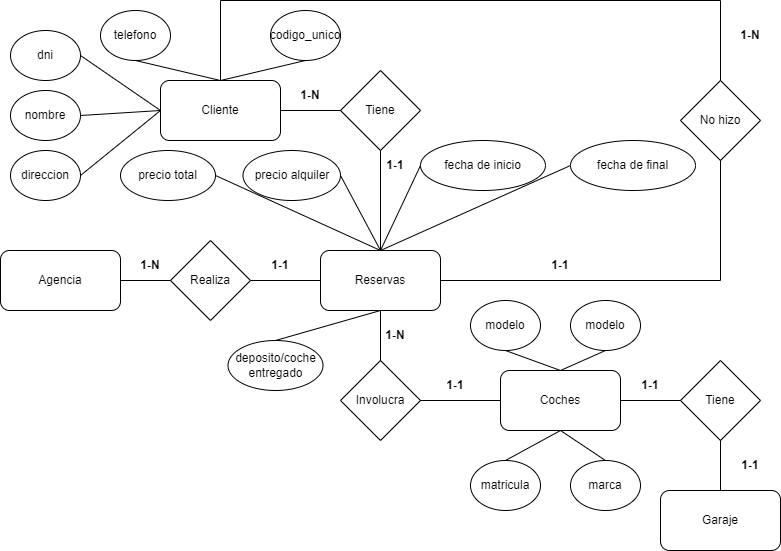 telefono
codigo_unico
1-N
dni
1-N
Cliente
Tiene
nombre
No hizo
1-1
direccion
precio total
precio alquiler
fecha de inicio
fecha de final
1-N
1-1
1-1
Agencia
Realiza
Reservas
modelo
modelo
1-N
deposito/coche
entregado
1-1
1-1
Involucra
Coches
Tiene
1-1
matricula
marca
Garaje